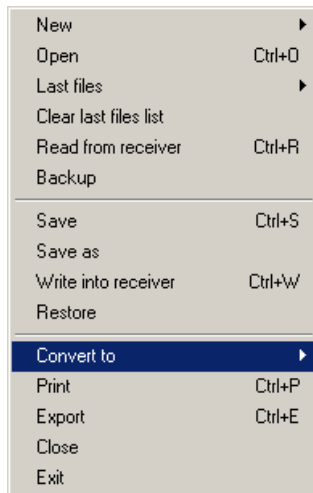 New
Open Ctrl+O
Last files
Clear last files list
Read from receiver Ctrl+R
Backup
Save Ctrl+S
Save as
Write into receiver Ctrl+W
Restore
Convert to
Print Ctrl+P
Export Ctrl+E
Close
Exit